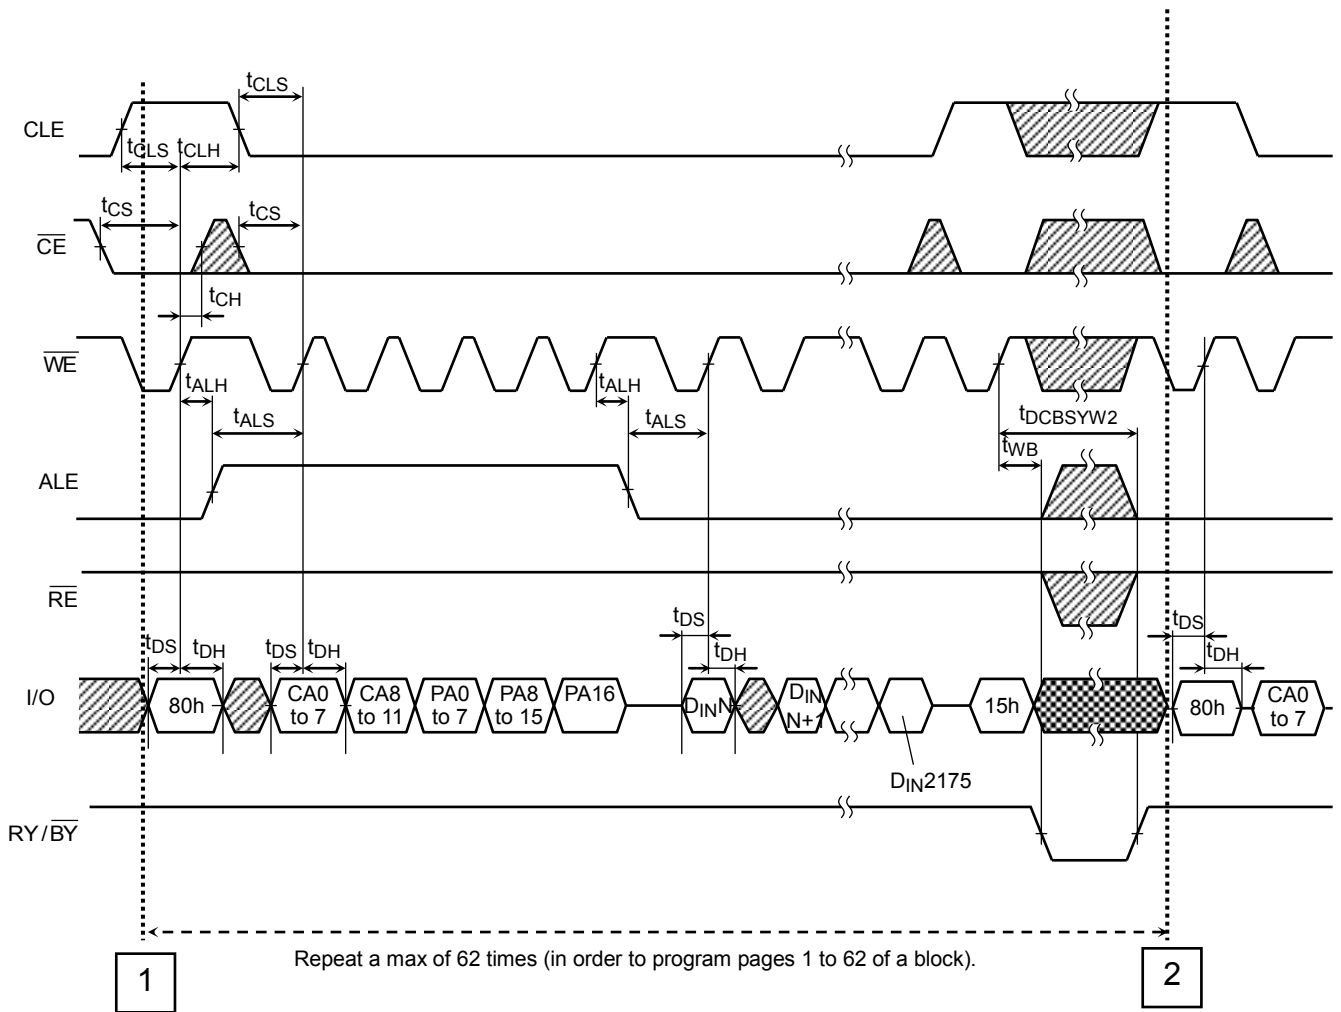 tCLS
CLE
tCLS tCLH
tCS tCS
CE
tCH
WE
tALH tALH
tALS tALS tDCBSYW2
tWB
ALE
RE
tDS tDH tDS tDH tDS tDH tDS tDH
I/O
80h
CA0 to 7
CA8 to 11
PA0 to 7
PA8 to 15
PA16
DINN
DIN N+1
15h
80h
CA0 to 7
DIN2175
RY/BY
Repeat a max of 62 times (in order to program pages 1 to 62 of a block).
1
2